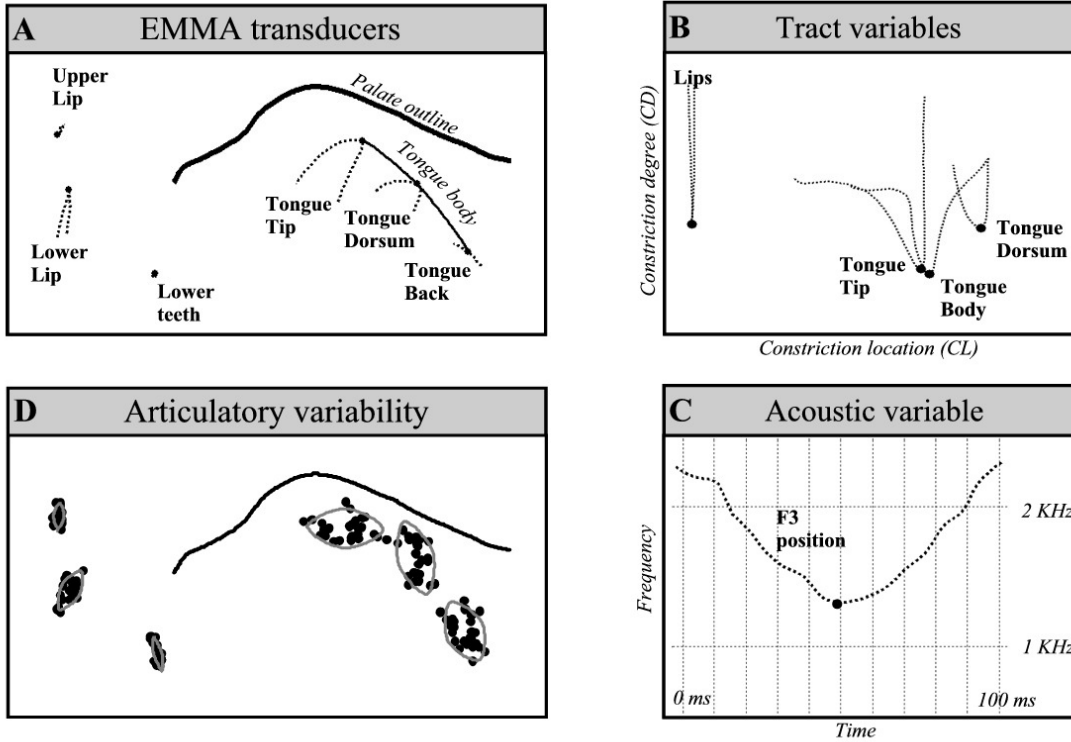 A EMMA transducers
Upper
Lip
Palate outline
Tongue body
Tongue
Tip
Tongue
Dorsum
Tongue
Back
Lower
Lip
Lower
teeth
B Tract variables
Constriction degree (CD)
Lips
Tongue
Tip
Tongue
Body
Tongue
Dorsum
Constriction location (CL)
D Articulatory variability
C Acoustic variable
Frequency
F3
position
2 KHz
1 KHz
0 ms
100 ms
Time